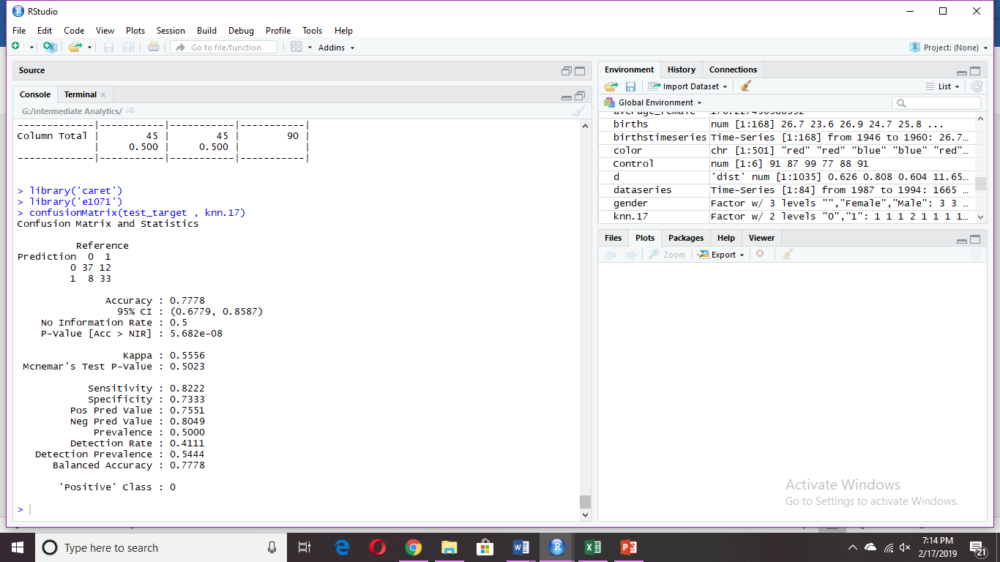 RStudio
File Edit Code View Plots Session Build Debug Profile Tools Help
Go to file/function Addins Project: (None)
Source
Console Terminal
G:/intermediate Analytics/
-------------|-----------|-----------|-----------|
Column Total | 45 | 45 | 90 |
| 0.500 | 0.500 | |
-------------|-----------|-----------|-----------|
> library('caret')
> library('e1071')
> confusionMatrix(test_target , knn.17)
Confusion Matrix and Statistics
Reference
Prediction 0 1
0 37 12
1 8 33
Accuracy : 0.7778
95% CI : (0.6779, 0.8587)
No Information Rate : 0.5
P-Value [Acc > NIR] : 5.682e-08
Kappa : 0.5556
Mcnemar's Test P-Value : 0.5023
Sensitivity : 0.8222
Specificity : 0.7333
Pos Pred Value : 0.7551
Neg Pred Value : 0.8049
Prevalence : 0.5000
Detection Rate : 0.4111
Detection Prevalence : 0.5444
Balanced Accuracy : 0.7778
'Positive' Class : 0
>
Environment History Connections
Import Dataset List
Global Environment
average_female
births num [1:168] 26.7 23.6 26.9 24.7 25.8 ...
birthstimeseries Time-Series [1:168] from 1946 to 1960: 26.7…
color chr [1:501] "red" "red" "blue" "blue" "red"…
Control num [1:6] 91 87 99 77 88 91
d 'dist' num [1:1035] 0.626 0.808 0.604 11.65…
dataseries Time-Series [1:84] from 1987 to 1994: 1665 …
gender Factor w/ 3 levels "","Female","Male": 3 3 …
knn.17 Factor w/ 2 levels "0","1": 1 1 1 2 1 1 1 1…
Files Plots Packages Help Viewer
Zoom Export
Activate Windows
Go to Settings to activate Windows.
Type here to search
7:14 PM
2/17/2019
21